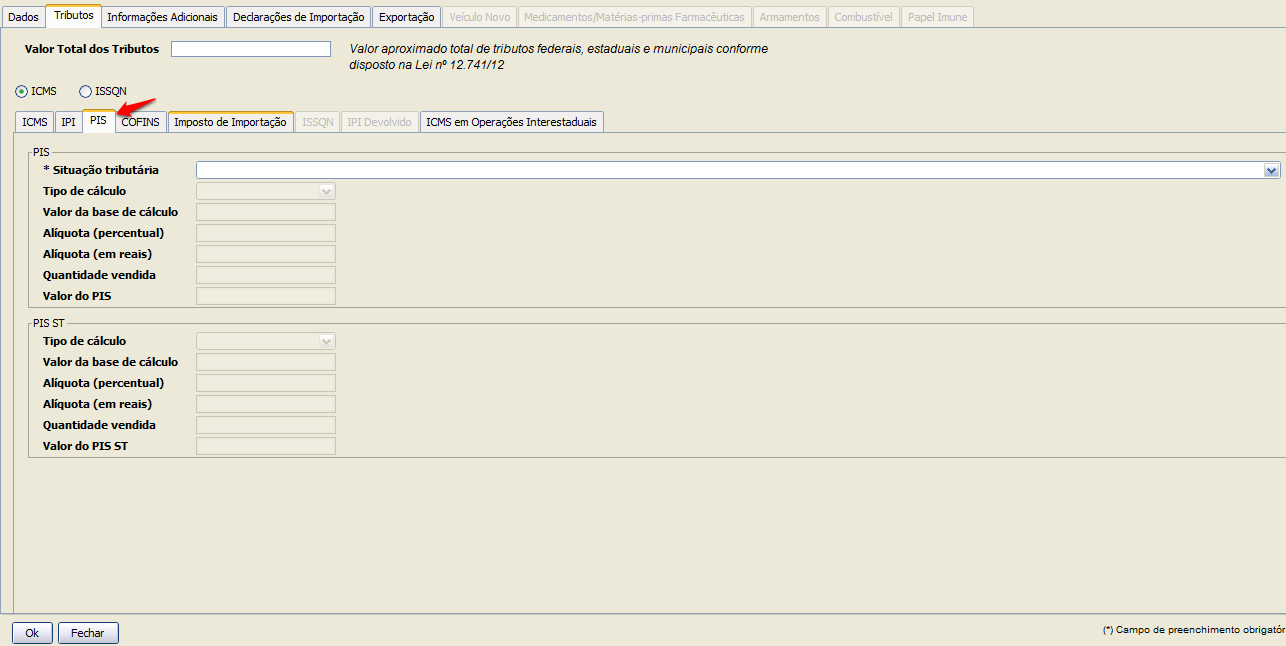 Dados Tributos Informações Adicionais Declarações de Importação Exportação Veículo Novo Medicamentos/Matérias-primas Farmacêuticas Armamentos Combustível Papel Imune
Valor Total dos Tributos Valor aproximado total de tributos federais, estaduais e municipais conforme
disposto na Lei nº 12.741/12
ICMS ISSQN
ICMS IPI PIS COFINS Imposto de Importação ISSQN IPI Devolvido ICMS em Operações Interestaduais
PIS
* Situação tributária
Tipo de cálculo
Valor da base de cálculo
Alíquota (percentual)
Alíquota (em reais)
Quantidade vendida
Valor do PIS
PIS ST
Tipo de cálculo
Valor da base de cálculo
Alíquota (percentual)
Alíquota (em reais)
Quantidade vendida
Valor do PIS ST
Ok Fechar (*) Campo de preenchimento obrigatór